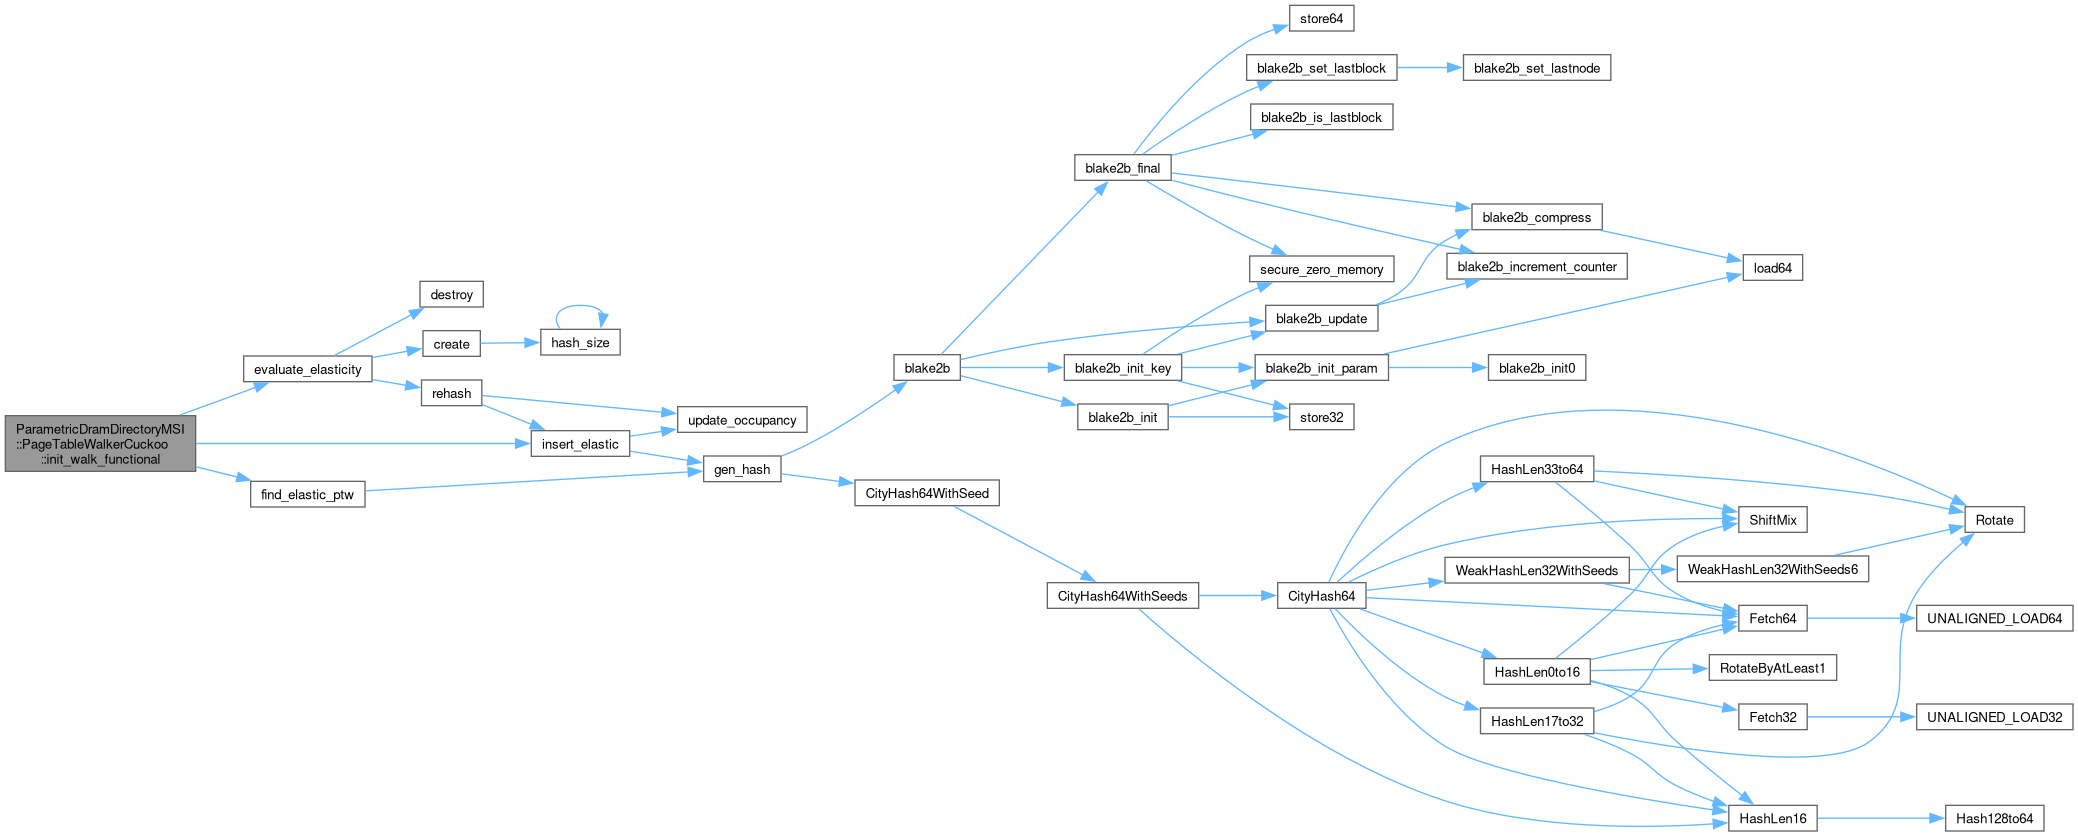 ParametricDramDirectoryMSI
::PageTableWalkerCuckoo
::init_walk_functional
evaluate_elasticity
find_elastic_ptw
destroy
create
rehash
hash_size
insert_elastic
update_occupancy
gen_hash
blake2b
CityHash64WithSeed
blake2b_final
blake2b_init_key
blake2b_init
CityHash64WithSeeds
store64
blake2b_set_lastblock
blake2b_is_lastblock
secure_zero_memory
blake2b_update
blake2b_init_param
store32
CityHash64
blake2b_set_lastnode
blake2b_compress
blake2b_increment_counter
blake2b_init0
HashLen33to64
WeakHashLen32WithSeeds
HashLen0to16
HashLen17to32
load64
ShiftMix
WeakHashLen32WithSeeds6
Fetch64
RotateByAtLeast1
Fetch32
HashLen16
Rotate
UNALIGNED_LOAD64
UNALIGNED_LOAD32
Hash128to64